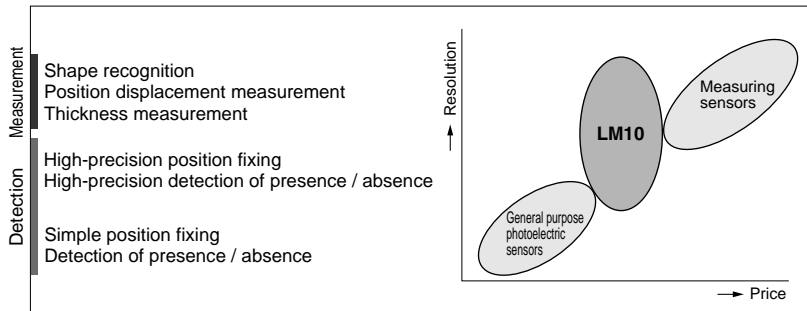 Measurement
Shape recognition
Position displacement measurement
Thickness measurement
Detection
High-precision position fixing
High-precision detection of presence / absence
Simple position fixing
Detection of presence / absence
Resolution
Measuring
sensors
LM10
General purpose
photoelectric
sensors
Price